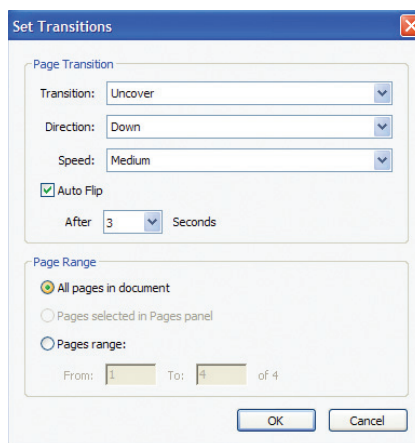 Set Transitions
Page Transition
Transition: Uncover
Direction: Down
Speed: Medium
Auto Flip
After 3 Seconds
Page Range
All pages in document
Pages selected in Pages panel
Pages range:
From: 1 To: 4 of 4
OK Cancel